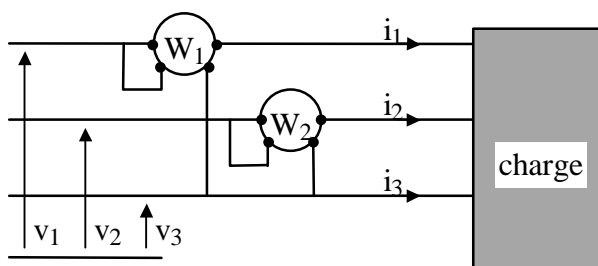 W₁
i₁
W₂
i₂
charge
i₃
v₁
v₂
v₃